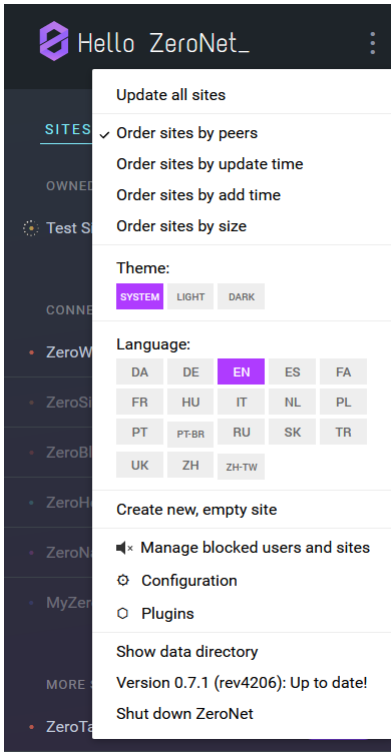 Hello ZeroNet_
Update all sites
SITES
Order sites by peers
Order sites by update time
OWNED
Order sites by add time
Test S
Order sites by size
Theme:
SYSTEM LIGHT DARK
CONNE
Language:
ZeroW
DA DE EN ES FA
ZeroSi
FR HU IT NL PL
PT PT-BR RU SK TR
ZeroBl
UK ZH ZH-TW
ZeroH
Create new, empty site
ZeroNa
Manage blocked users and sites
Configuration
MyZer
Plugins
Show data directory
MORE
Version 0.7.1 (rev4206): Up to date!
Shut down ZeroNet
ZeroTa